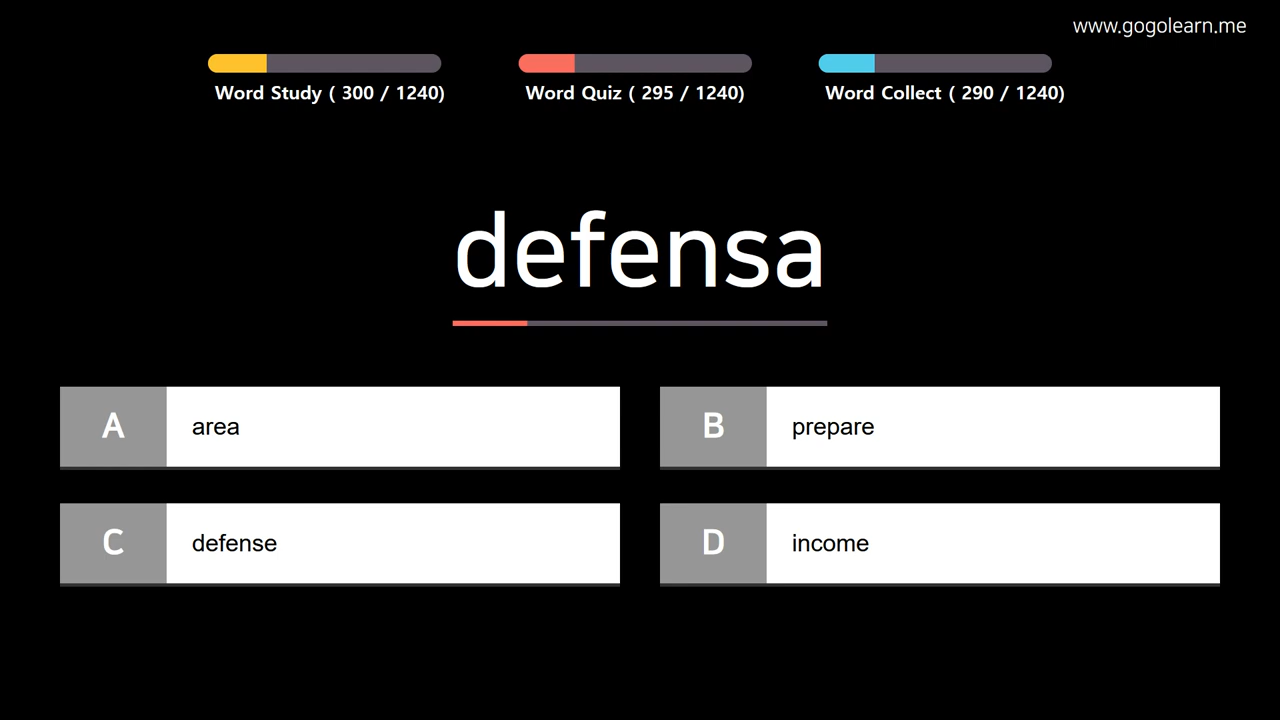 www.gogolearn.me
Word Study ( 300 / 1240)
Word Quiz ( 295 / 1240)
Word Collect ( 290 / 1240)
defensa
A area
B prepare
C defense
D income